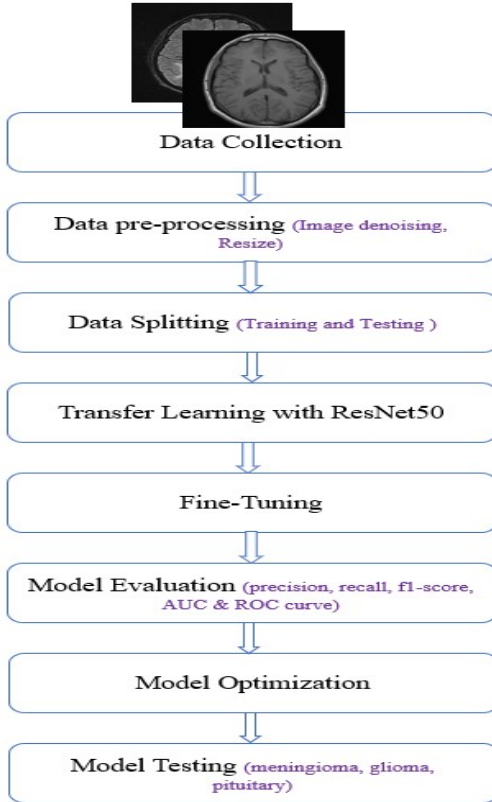 Data Collection
Data pre-processing (Image denoising,
Resize)
Data Splitting (Training and Testing )
Transfer Learning with ResNet50
Fine-Tuning
Model Evaluation (precision, recall, f1-score,
AUC & ROC curve)
Model Optimization
Model Testing (meningioma, glioma,
pituitary)